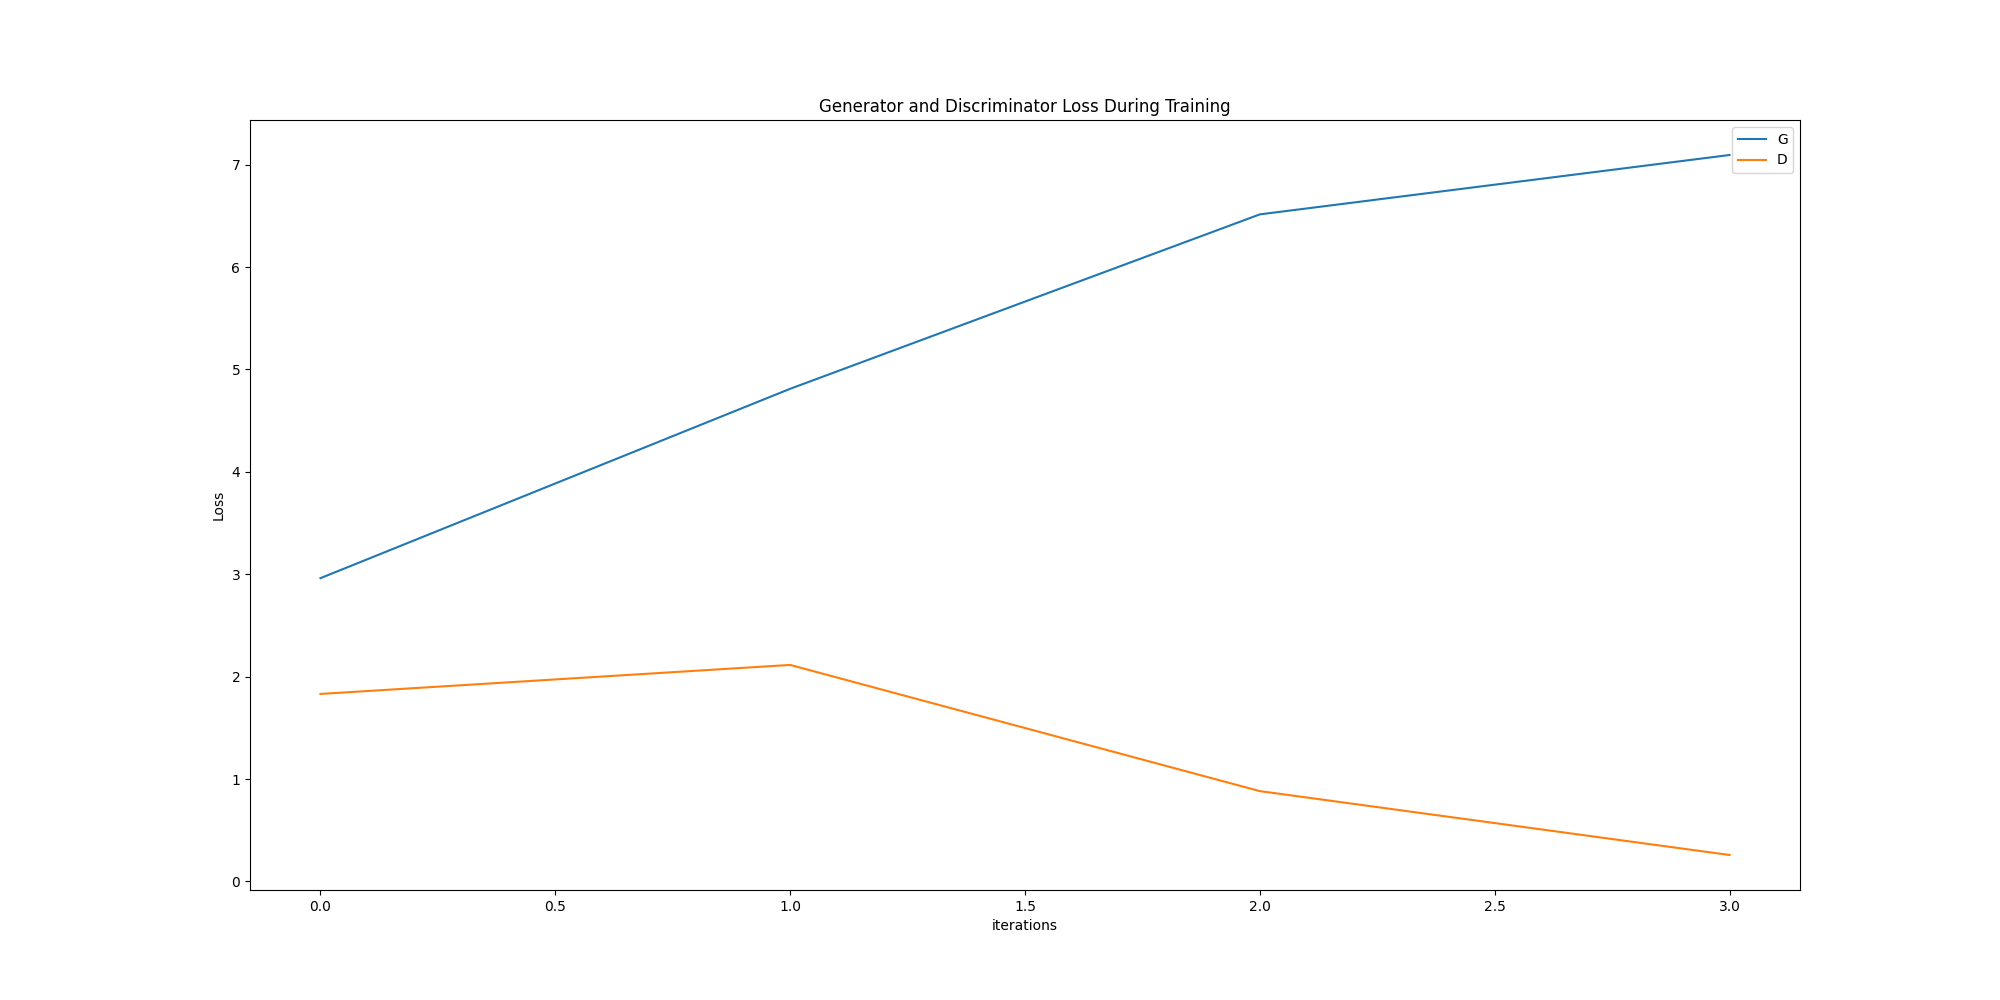 Generator and Discriminator Loss During Training
G
D
7
6
5
4
3
2
1
0
Loss
0.0 0.5 1.0 1.5 2.0 2.5 3.0
iterations